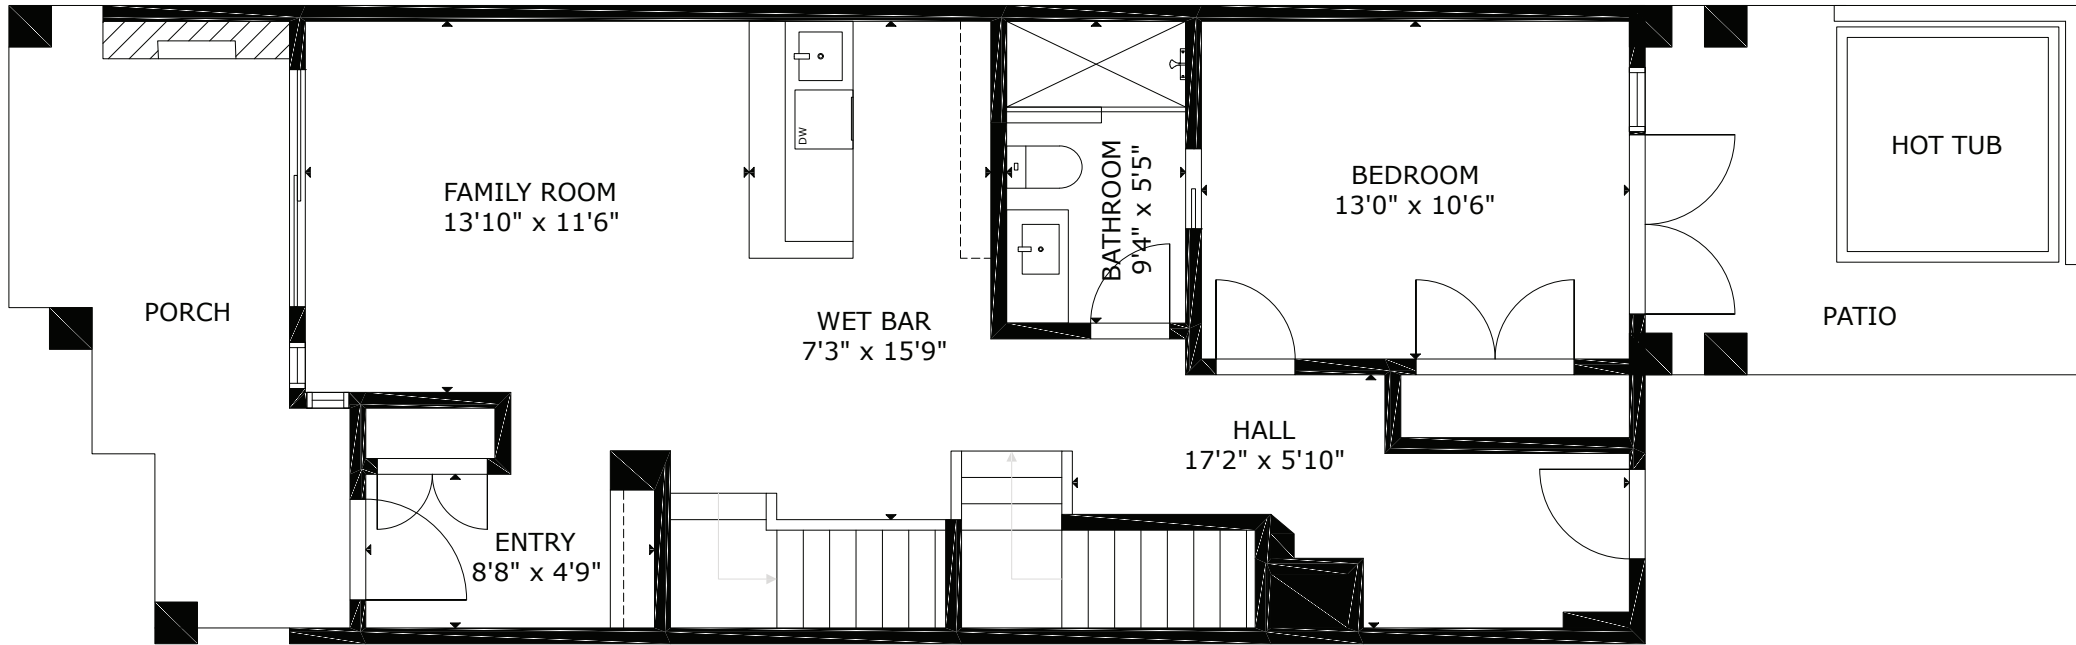 FAMILY ROOM
13'10" x 11'6"
DW
PORCH
WET BAR
7'3" x 15'9"
BATHROOM
9'4" x 5'5"
BEDROOM
13'0" x 10'6"
HOT TUB
PATIO
HALL
17'2" x 5'10"
ENTRY
8'8" x 4'9"